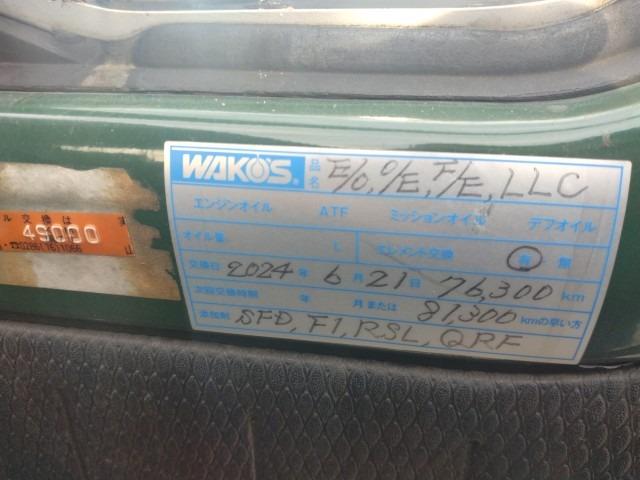 WAKO'S 品名 E/O, O/E, F/E, LLC
エンジンオイル ATF ミッションオイル デフオイル
オイル量 L エレメント交換 有 無
交換日 2024 年 6 月 21 日 76,300 km
次回交換時期 年 月または 81,300 kmの早い方
添加剤 SFD, F1, RSL, QRF
ル 交換は
49000